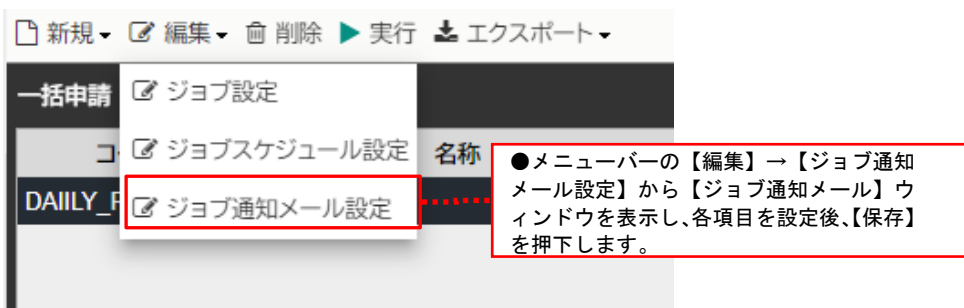 新規 編集 削除 実行 エクスポート
一括申請
ジョブ設定
コ
ジョブスケジュール設定
名称
DAIILY_
ジョブ通知メール設定
●メニューバーの【編集】→【ジョブ通知
メール設定】から【ジョブ通知メール】ウ
ィンドウを表示し、各項目を設定後、【保存】
を押下します。